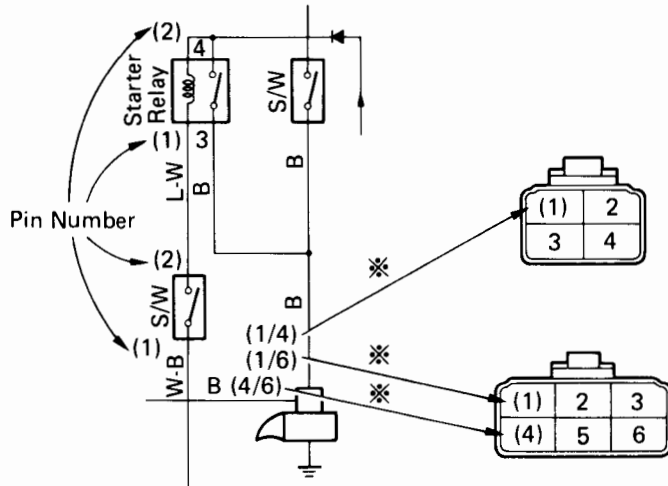 (2)
4
Starter
Relay
S/W
(1)
3
L-W
B
B
Pin Number
(2)
S/W
(1)
W-B
※
B
(1/4)
(1/6)
※
B (4/6)
※
(1) 2
3 4
(1) 2 3
(4) 5 6